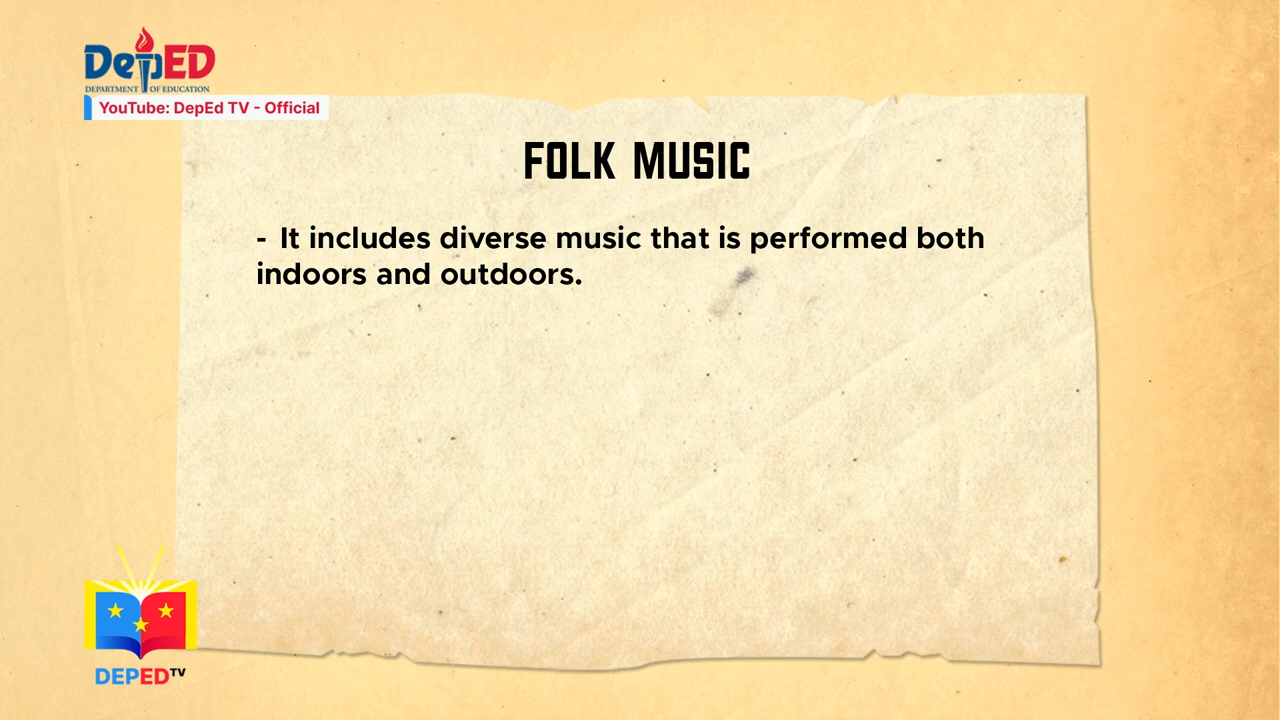 DepED
DEPARTMENT OF EDUCATION
YouTube: DepEd TV - Official
FOLK MUSIC
- It includes diverse music that is performed both
indoors and outdoors.
DEPEDTV